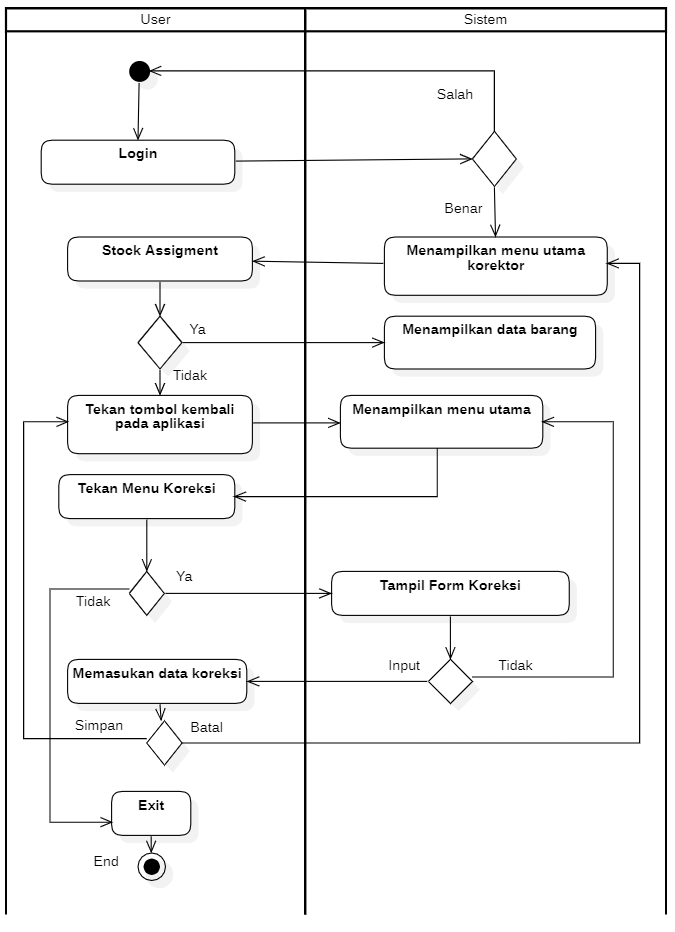 User
Sistem
Salah
Login
Benar
Stock Assigment
Menampilkan menu utama
korektor
Ya
Menampilkan data barang
Tidak
Tekan tombol kembali
pada aplikasi
Menampilkan menu utama
Tekan Menu Koreksi
Ya
Tampil Form Koreksi
Tidak
Input
Tidak
Memasukan data koreksi
Simpan
Batal
Exit
End